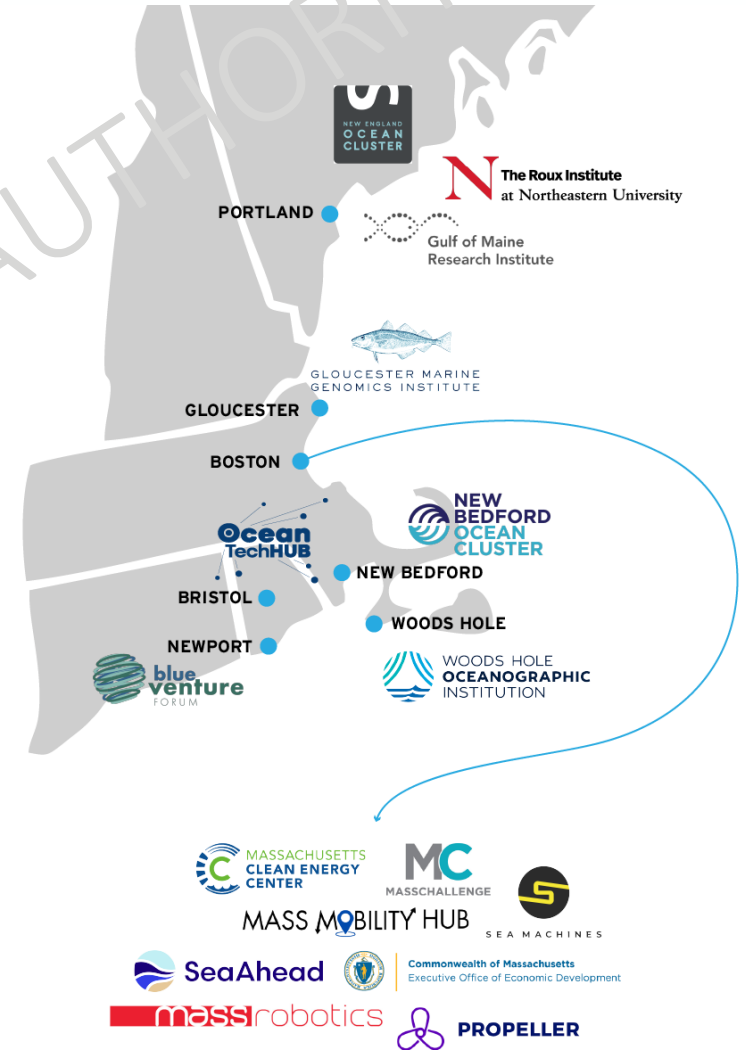 AUTHOR
NEW ENGLAND
OCEAN
CLUSTER
N The Roux Institute
at Northeastern University
PORTLAND
Gulf of Maine
Research Institute
GLOUCESTER MARINE
GENOMICS INSTITUTE
GLOUCESTER
BOSTON
NEW
BEDFORD
OCEAN
CLUSTER
Ocean
TechHUB
NEW BEDFORD
BRISTOL
WOODS HOLE
NEWPORT
blue
venture
FORUM
WOODS HOLE
OCEANOGRAPHIC
INSTITUTION
MASSACHUSETTS
CLEAN ENERGY
CENTER
MC
MASSCHALLENGE
MASS MOBILITY HUB
S
SEA MACHINES
SeaAhead
Commonwealth of Massachusetts
Executive Office of Economic Development
massrobotics
PROPELLER